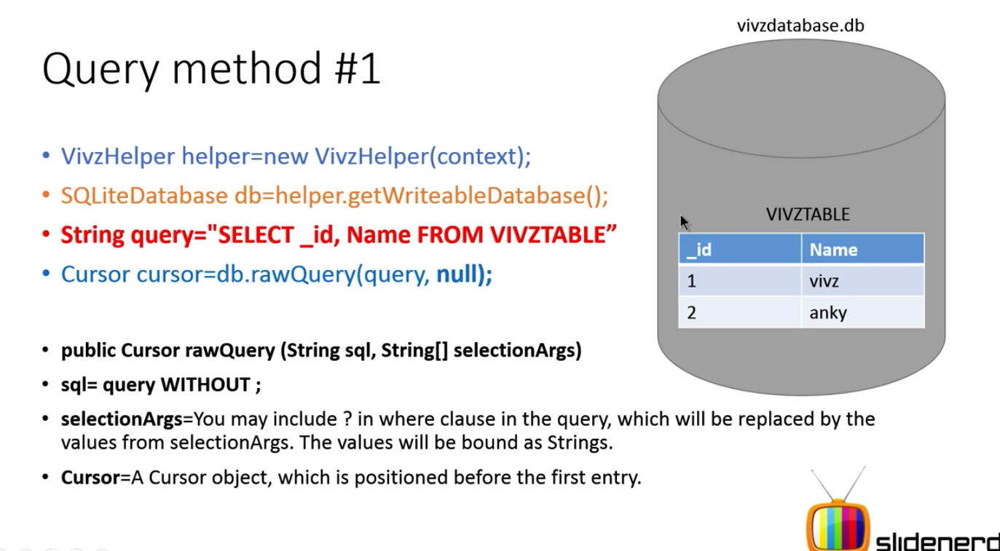 vivzdatabase.db
Query method #1
• VivzHelper helper=new VivzHelper(context);
• SQLiteDatabase db=helper.getWriteableDatabase();
• String query="SELECT _id, Name FROM VIVZTABLE”
• Cursor cursor=db.rawQuery(query, null);
VIVZTABLE
_id Name
1 vivz
2 anky
• public Cursor rawQuery (String sql, String[] selectionArgs)
• sql= query WITHOUT ;
• selectionArgs=You may include ? in where clause in the query, which will be replaced by the
values from selectionArgs. The values will be bound as Strings.
• Cursor=A Cursor object, which is positioned before the first entry.
slidenerd